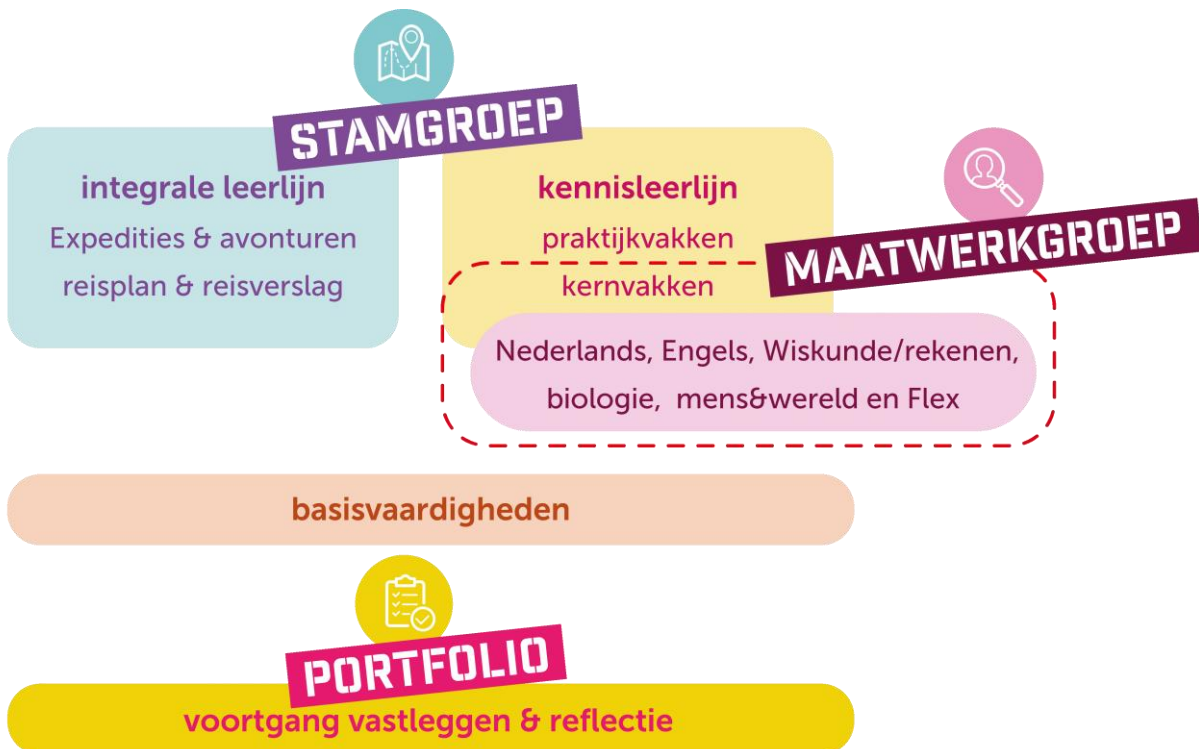 STAMGROEP
integrale leerlijn
Expedities & avonturen
reisplan & reisverslag
kennisleerlijn
praktijkvakken
kernvakken
MAATWERKGROEP
Nederlands, Engels, Wiskunde/rekenen,
biologie, mens&wereld en Flex
basisvaardigheden
PORTFOLIO
voortgang vastleggen & reflectie